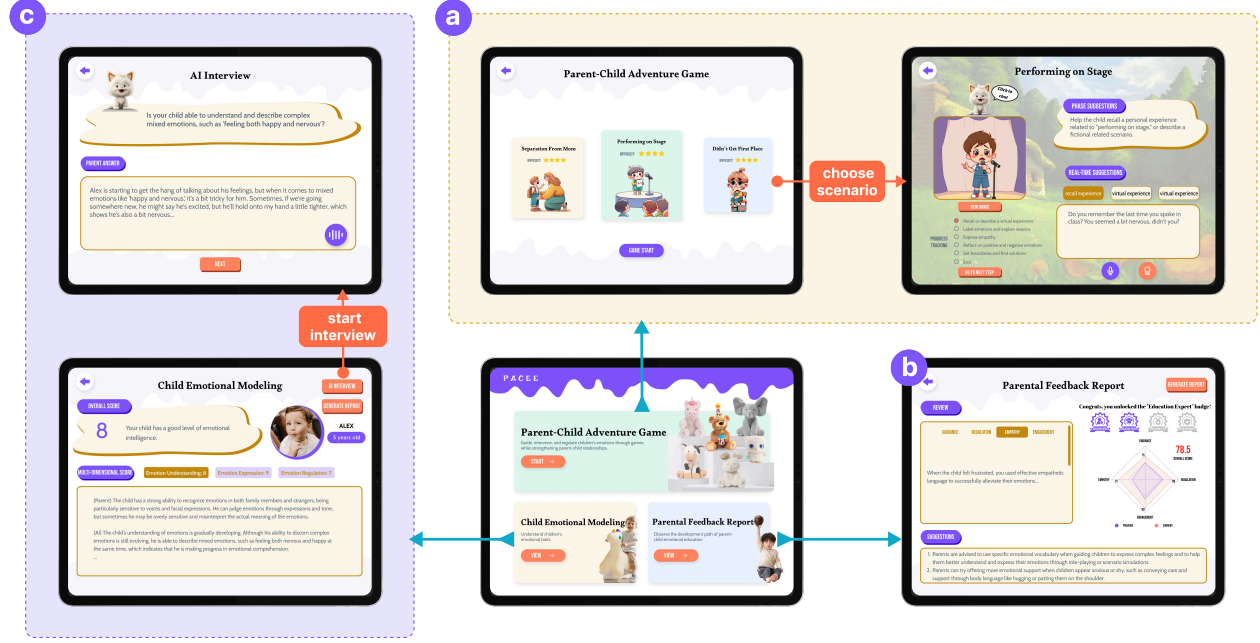 c
AI Interview
Is your child able to understand and describe complex
mixed emotions, such as 'feeling both happy and nervous'?
PARENT ANSWER
Alex is starting to get the hang of talking about his feelings, but when it comes to mixed
emotions like 'happy and nervous,' it's a bit tricky for him. Sometimes, if we're going
somewhere new, he might say he's excited, but he'll hold onto my hand a little tighter, which
shows he's also a bit nervous...
NEXT
start
interview
Child Emotional Modeling
AI INTERVIEW
GENERATE REPORT
OVERALL SCORE
8
Your child has a good level of emotional
intelligence.
ALEX
5 years old
MULTI-DIMENSIONAL SCORE
Emotion Understanding: 8
Emotion Expression: 9
Emotion Regulation: 7
[Parent] The child has a strong ability to recognize emotions in both family members and strangers, being
particularly sensitive to voices and facial expressions. He can judge emotions through expressions and tone,
but sometimes he may be overly sensitive and misinterpret the actual meaning of the emotions.
[AI] The child's understanding of emotions is gradually developing. Although his ability to discern complex
emotions is still evolving, he is able to describe mixed emotions, such as feeling both nervous and happy at
the same time, which indicates that he is making progress in emotional comprehension.
...
a
Parent-Child Adventure Game
Separation From Mom
DIFFICULTY
Performing on Stage
DIFFICULTY
Didn't Get First Place
DIFFICULTY
GAME START
choose
scenario
Performing on Stage
Click to
chat
PHASE SUGGESTIONS
Help the child recall a personal experience
related to "performing on stage," or describe a
fictional related scenario.
REAL-TIME SUGGESTIONS
recall experience
virtual experience
virtual experience
Do you remember the last time you spoke in
class? You seemed a bit nervous, didn't you?
PROGRESS
TRACKING
Recall or describe a virtual experience
Label emotions and explain reasons
Express empathy
Reflect on positive and negative emotions
Set boundaries and find solutions
End
GO TO NEXT STEP
PACEE
Parent-Child Adventure Game
Guide, intervene, and regulate children's emotions through games
while strengthening parent-child relationships.
START →
Child Emotional Modeling
Understand children's
emotional traits
VIEW →
Parental Feedback Report
Observe the development path of parent-
child emotional education
VIEW →
b
Parental Feedback Report
GENERATE REPORT
REVIEW
Congrats, you unlocked the "Education Expert" badge!
GUIDANCE
REGULATION
EMPATHY
ENGAGEMENT
When the child felt frustrated, you used effective empathetic
language to successfully alleviate their emotions...
GUIDANCE
78.5
OVERALL SCORE
EMPATHY
REGULATION
ENGAGEMENT
PREVIOUS
CURRENT
SUGGESTIONS
1. Parents are advised to use specific emotional vocabulary when guiding children to express complex feelings and to help
them better understand and express their emotions through role-playing or scenario simulations.
2. Parents can try offering more emotional support when children appear anxious or shy, such as conveying care and
support through body language like hugging or patting them on the shoulder.